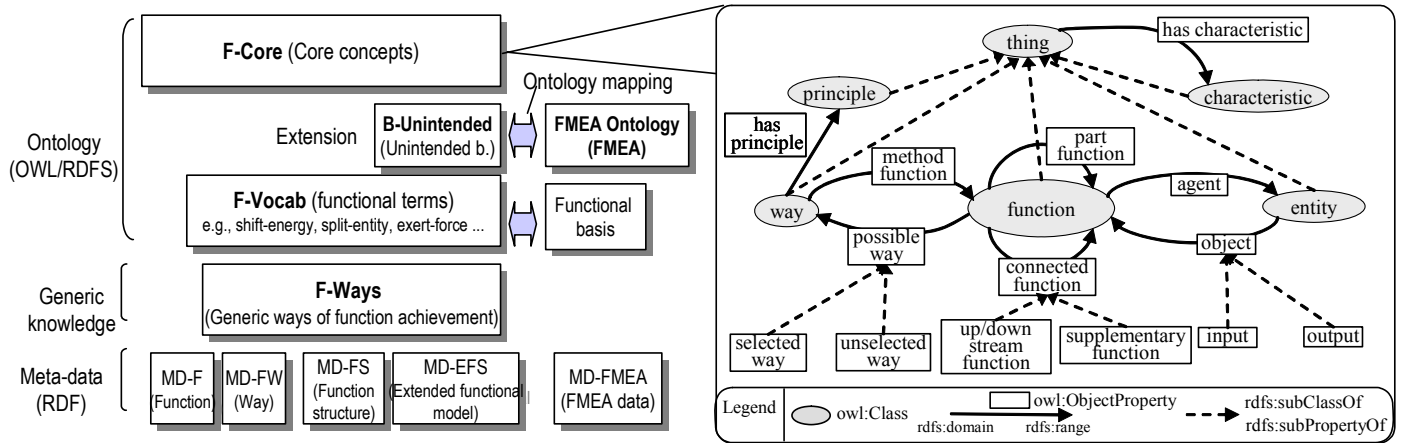 F-Core (Core concepts)
Ontology mapping
Ontology
(OWL/RDFS)
Extension
B-Unintended
(Unintended b.)
FMEA Ontology
(FMEA)
F-Vocab (functional terms)
e.g., shift-energy, split-entity, exert-force ...
Functional
basis
Generic
knowledge
F-Ways
(Generic ways of function achievement)
Meta-data
(RDF)
MD-F
(Function)
MD-FW
(Way)
MD-FS
(Function
structure)
MD-EFS
(Extended functional
model)
MD-FMEA
(FMEA data)
thing
has characteristic
principle
characteristic
has
principle
method
function
part
function
agent
way
function
entity
possible
way
connected
function
object
selected
way
unselected
way
up/down
stream
function
supplementary
function
input
output
Legend
owl:Class
owl:ObjectProperty
rdfs:domain
rdfs:range
rdfs:subClassOf
rdfs:subPropertyOf